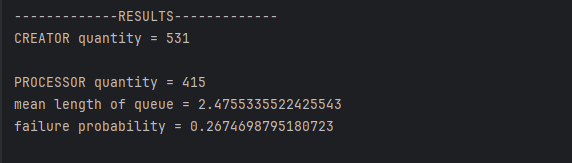 -------------RESULTS-------------
CREATOR quantity = 531
PROCESSOR quantity = 415
mean length of queue = 2.4755335522425543
failure probability = 0.2674698795180723